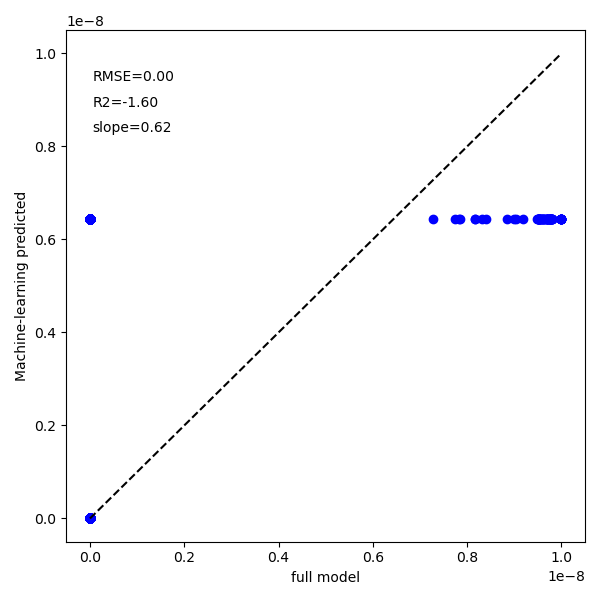 1e−8
1.0
0.8
0.6
0.4
0.2
0.0
RMSE=0.00
R2=-1.60
slope=0.62
Machine-learning predicted
0.0 0.2 0.4 0.6 0.8 1.0
1e−8
full model